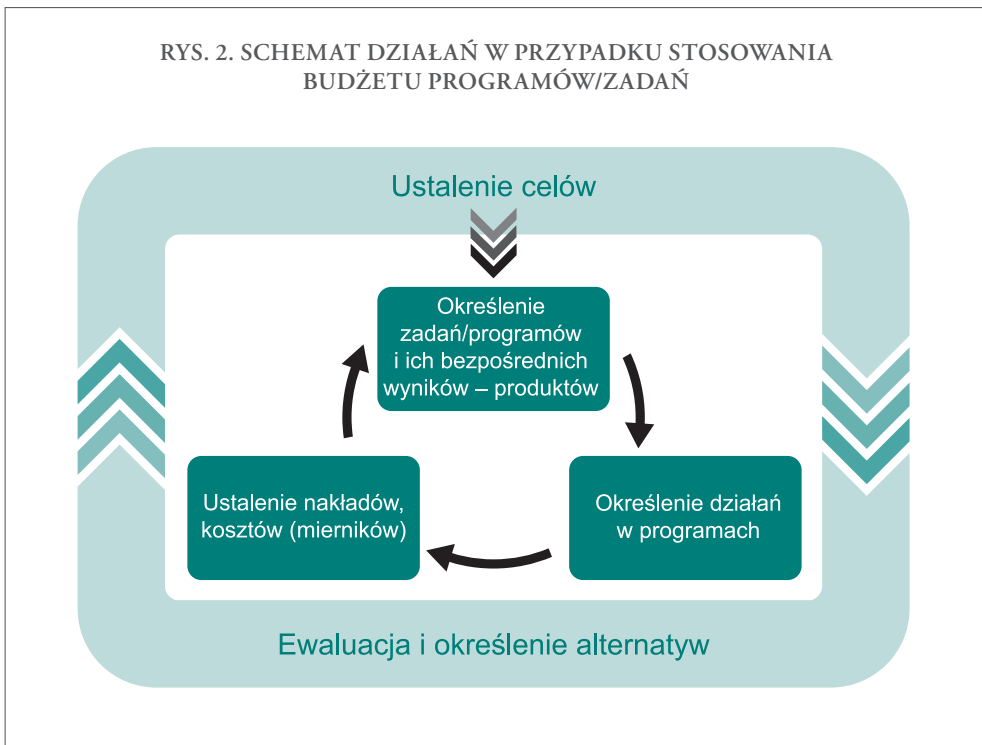 RYS. 2. SCHEMAT DZIAŁAŃ W PRZYPADKU STOSOWANIA
BUDŻETU PROGRAMÓW/ZADAŃ
Ustalenie celów
Określenie
zadań/programów
i ich bezpośrednich
wyników – produktów
Ustalenie nakładów,
kosztów (mierników)
Określenie działań
w programach
Ewaluacja i określenie alternatyw